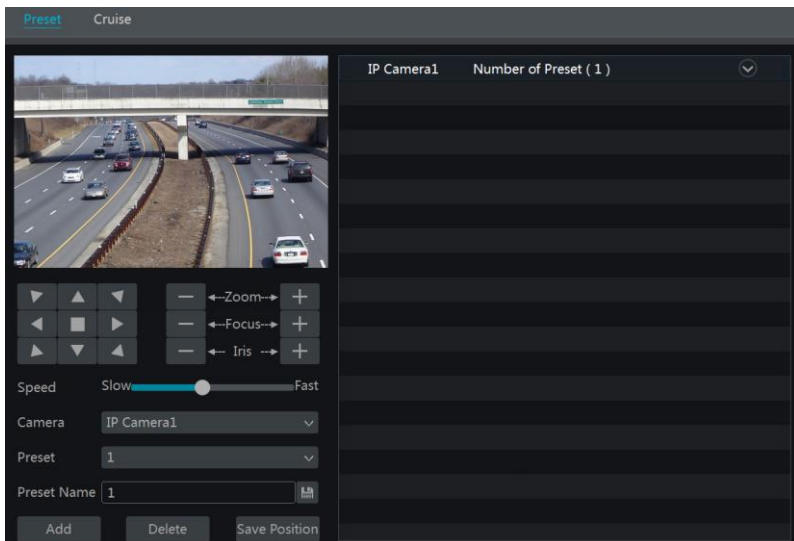 Preset Cruise
IP Camera1 Number of Preset ( 1 )
Zoom
Focus
Iris
Speed Slow Fast
Camera IP Camera1
Preset 1
Preset Name 1
Add Delete Save Position